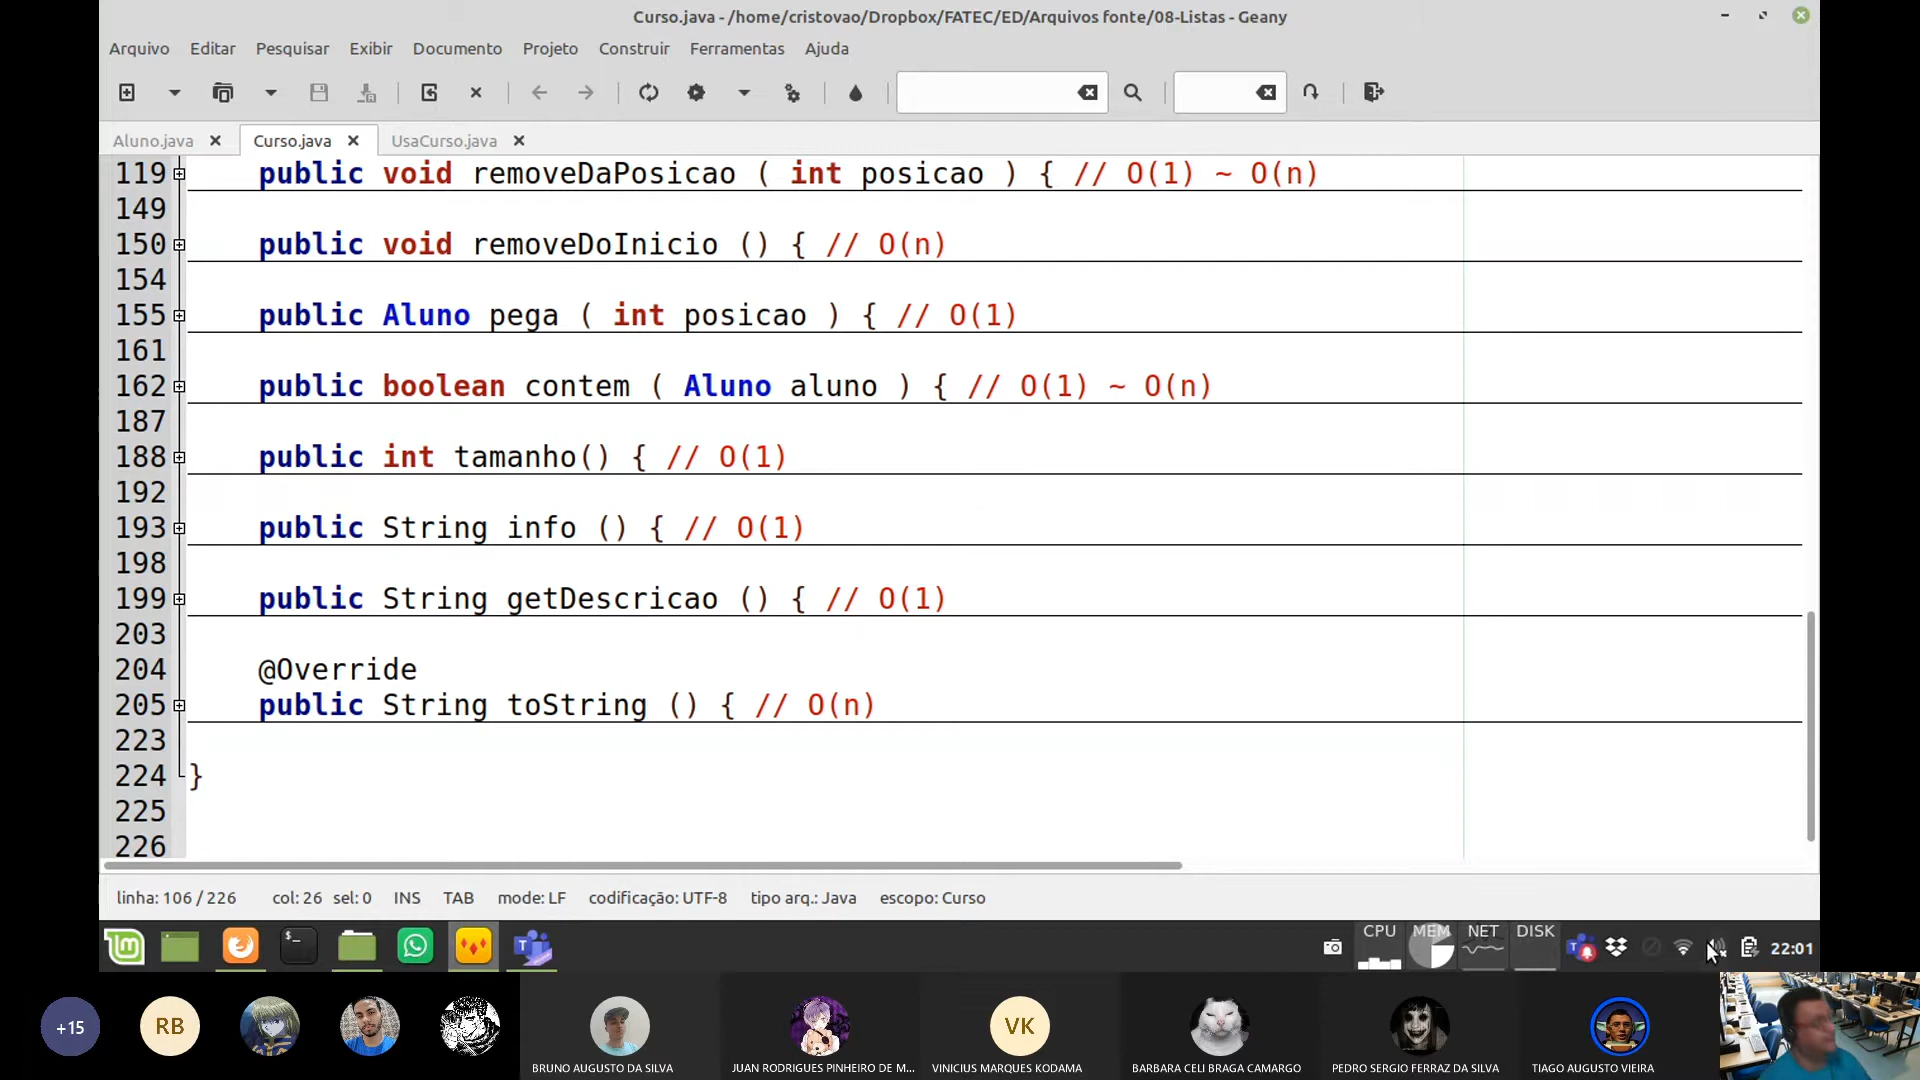 Curso.java - /home/cristovao/Dropbox/FATEC/ED/Arquivos fonte/08-Listas - Geany
Arquivo Editar Pesquisar Exibir Documento Projeto Construir Ferramentas Ajuda
Aluno.java Curso.java UsaCurso.java
119 public void removeDaPosicao ( int posicao ) { // O(1) ~ O(n)
149
150 public void removeDoInicio () { // O(n)
154
155 public Aluno pega ( int posicao ) { // O(1)
161
162 public boolean contem ( Aluno aluno ) { // O(1) ~ O(n)
187
188 public int tamanho() { // O(1)
192
193 public String info () { // O(1)
198
199 public String getDescricao () { // O(1)
203
204 @Override
205 public String toString () { // O(n)
223
224 }
225
226
linha: 106 / 226 col: 26 sel: 0 INS TAB mode: LF codificação: UTF-8 tipo arq.: Java escopo: Curso
CPU MEM NET DISK 22:01
+15 RB VK
BRUNO AUGUSTO DA SILVA JUAN RODRIGUES PINHEIRO DE M... VINICIUS MARQUES KODAMA BARBARA CELI BRAGA CAMARGO PEDRO SERGIO FERRAZ DA SILVA TIAGO AUGUSTO VIEIRA